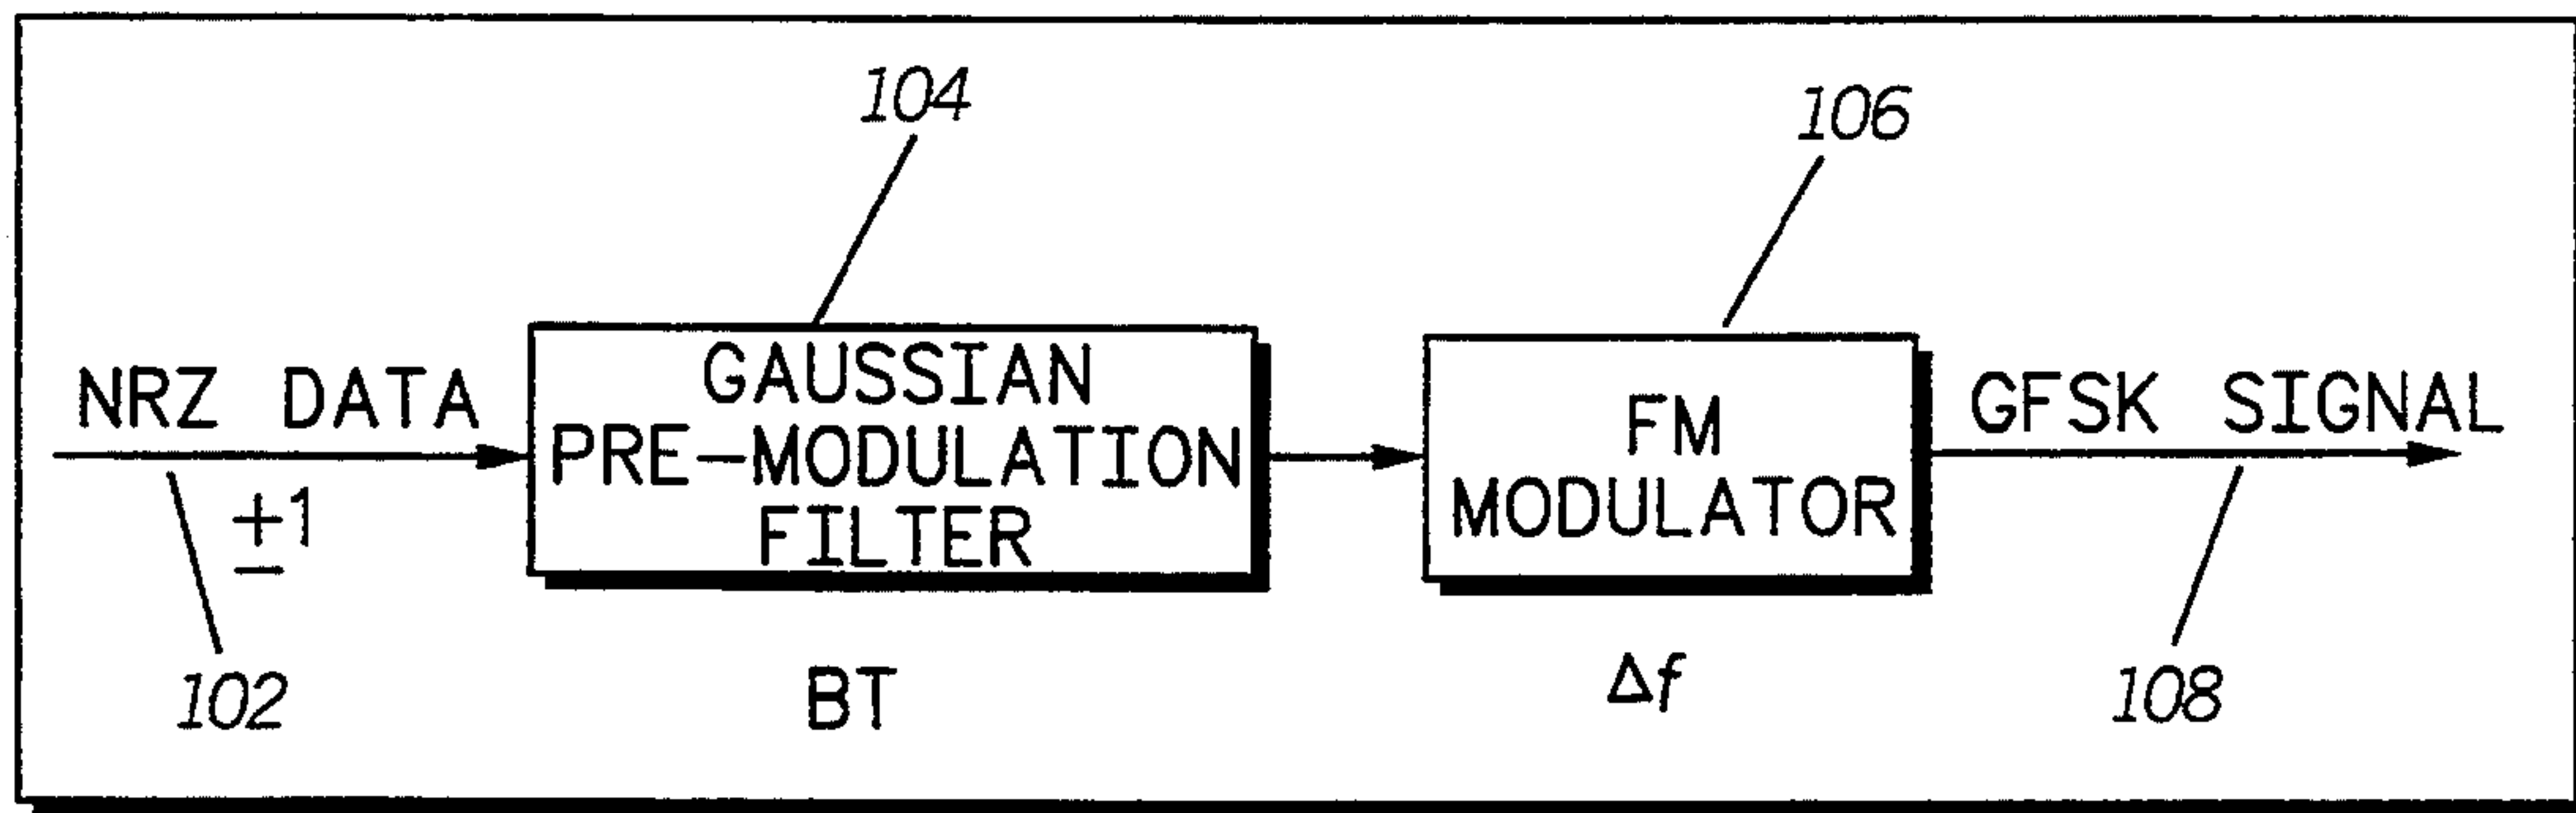 104
106
NRZ DATA
±1
102
GAUSSIAN
PRE-MODULATION
FILTER
BT
FM
MODULATOR
Δf
GFSK SIGNAL
108